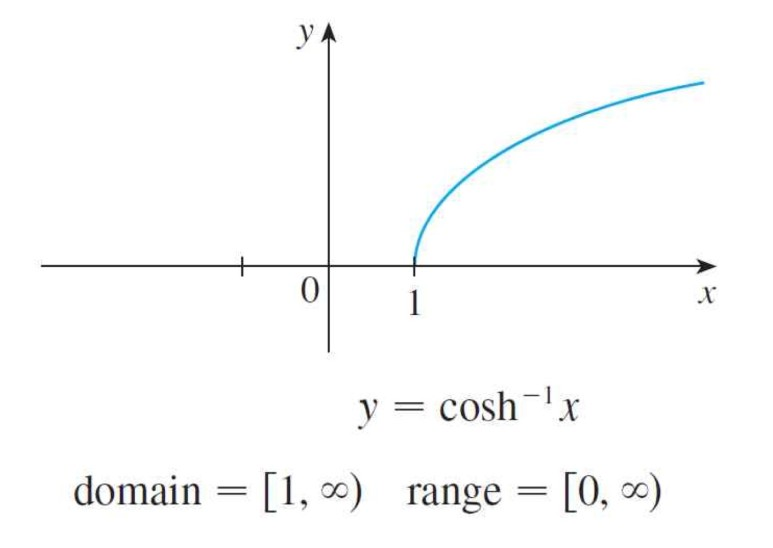 y
0
1
x
y = cosh⁻¹x
domain = [1, ∞) range = [0, ∞)